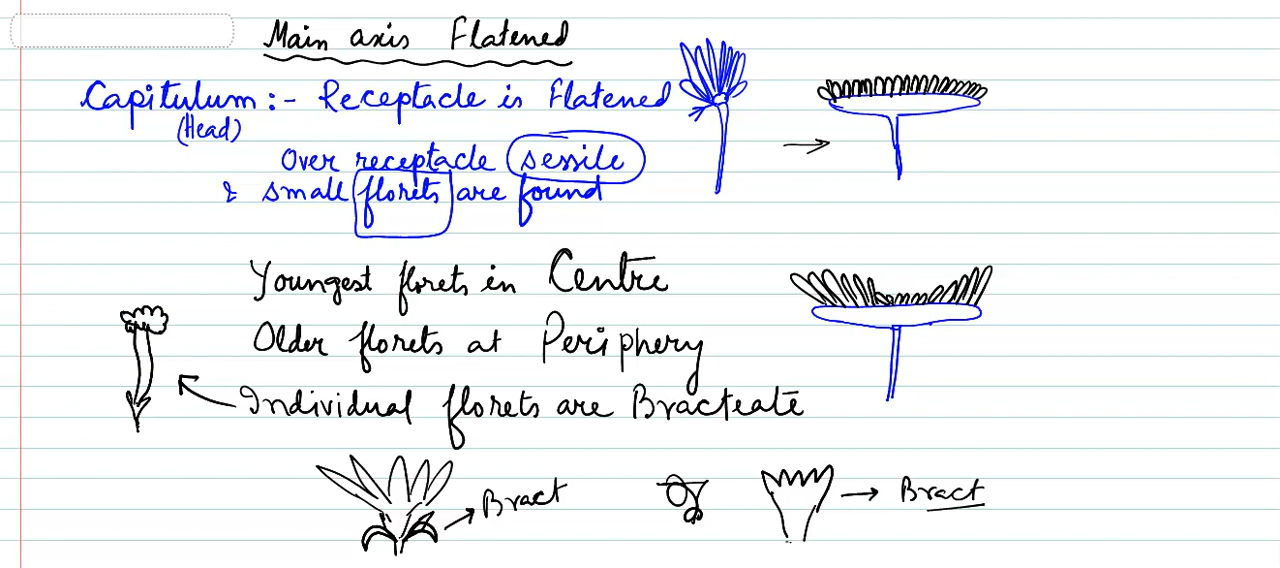 Main axis Flatened
Capitulum :- Receptacle is Flatened
(Head)
Over receptacle sessile
& small florets are found
Youngest florets in Centre
Older florets at Periphery
Individual florets are Bracteate
Bract
Or
Bract